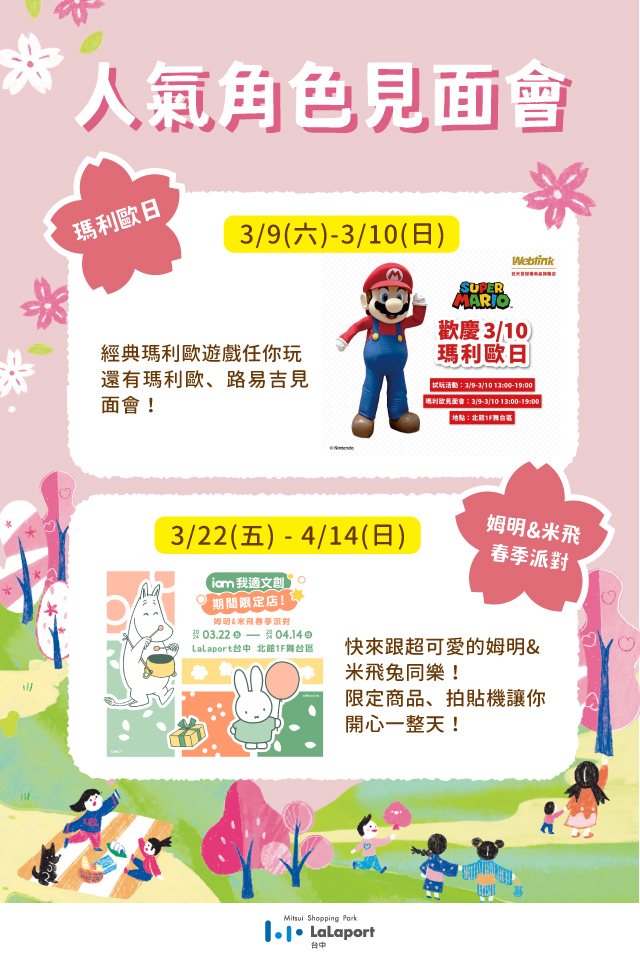 人氣角色見面會
瑪利歐日
3/9(六)-3/10(日)
經典瑪利歐遊戲任你玩
還有瑪利歐、路易吉見
面會！
Weblink
SUPER
MARIO
歡慶 3/10
瑪利歐日
試玩活動：3/9-3/10 13:00-19:00
瑪利歐見面會：3/9-3/10 13:00-19:00
地點：北館1F舞台區
© Nintendo
姆明&米飛
春季派對
3/22(五) - 4/14(日)
iam 我適文創
期間限定店！
姆明&米飛春季派對
03.22 五 — 04.14 日
LaLaport台中 北館1F舞台區
快來跟超可愛的姆明&
米飛兔同樂！
限定商品、拍貼機讓你
開心一整天！
Mitsui Shopping Park
LaLaport
台中